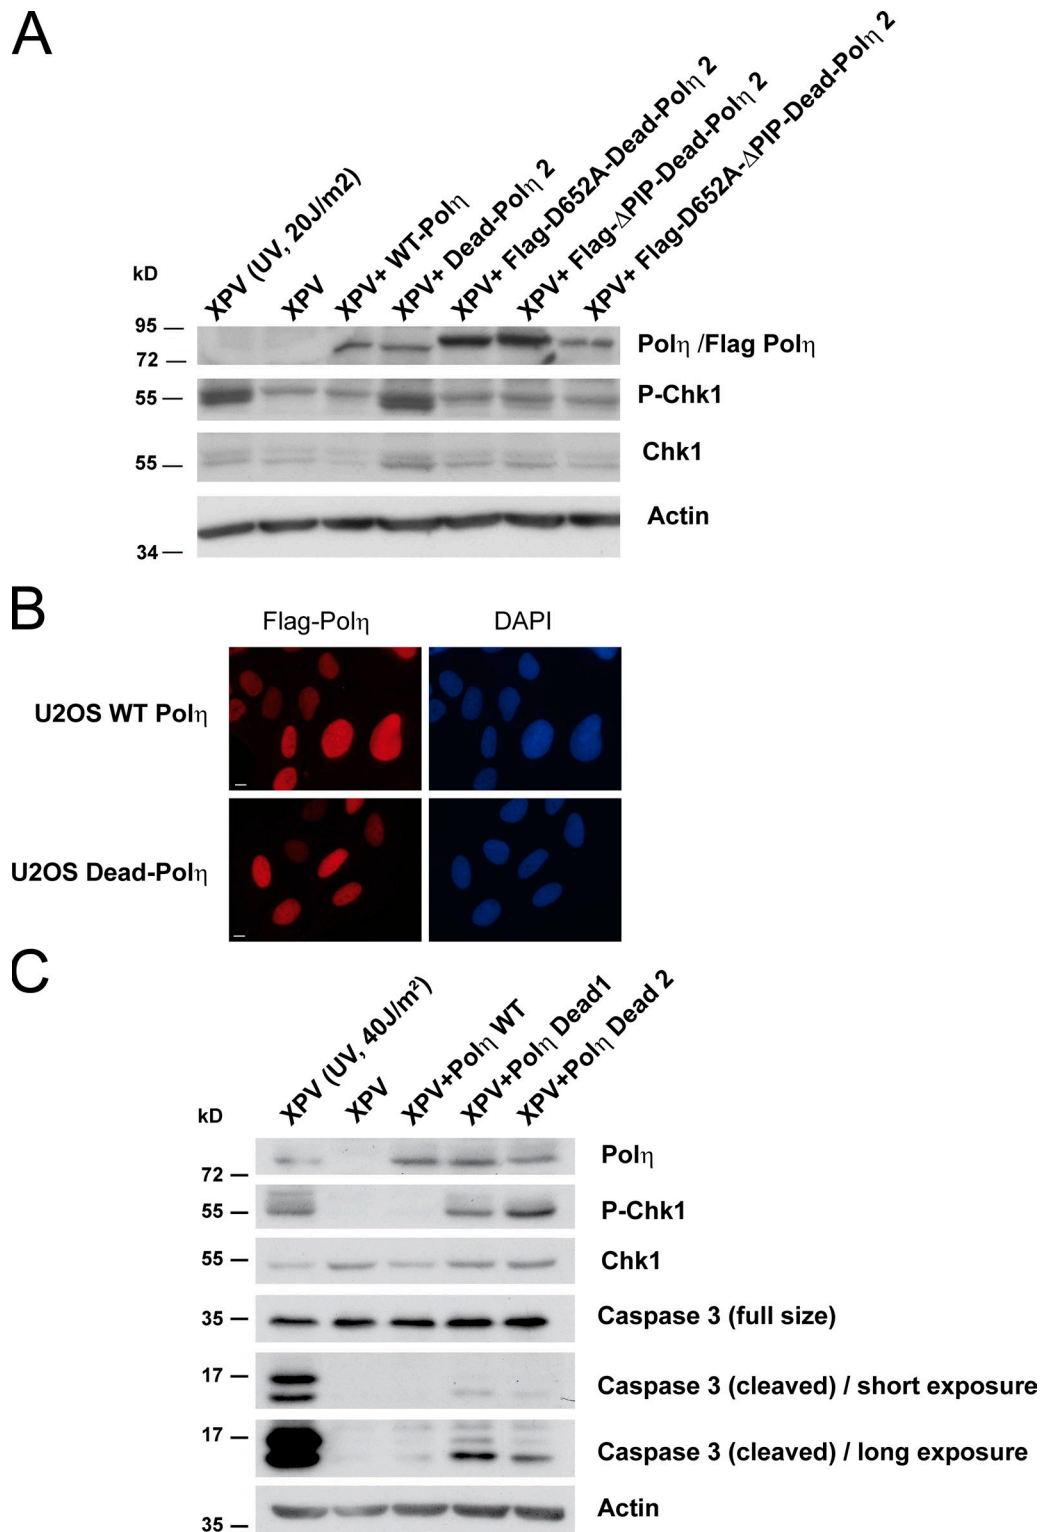 A
XPV (UV, 20J/m2)
XPV
XPV+ WT-Polη
XPV+ Dead-Polη 2
XPV+ Flag-D652A-Dead-Polη 2
XPV+ Flag-ΔPIP-Dead-Polη 2
XPV+ Flag-D652A-ΔPIP-Dead-Polη 2
kD
95
72
Polη /Flag Polη
55
P-Chk1
55
Chk1
Actin
34
B
Flag-Polη DAPI
U2OS WT Polη
U2OS Dead-Polη
C
XPV (UV, 40J/m²)
XPV
XPV+Polη WT
XPV+Polη Dead1
XPV+Polη Dead 2
kD
Polη
72
55 P-Chk1
55 Chk1
35 Caspase 3 (full size)
17
Caspase 3 (cleaved) / short exposure
17
Caspase 3 (cleaved) / long exposure
Actin
35